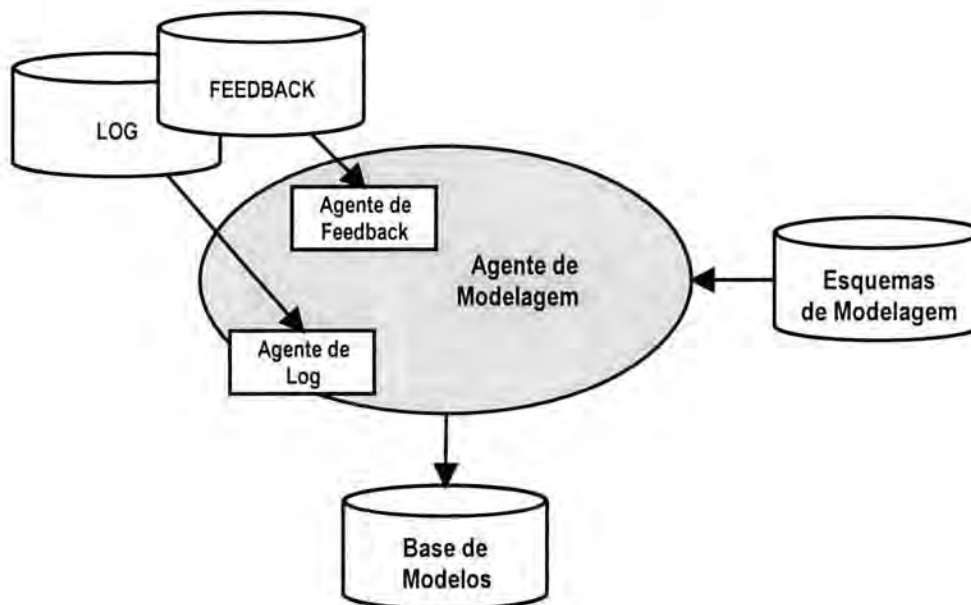 FEEDBACK
LOG
Agente de
Feedback
Agente de
Modelagem
Esquemas
de Modelagem
Agente de
Log
Base de
Modelos